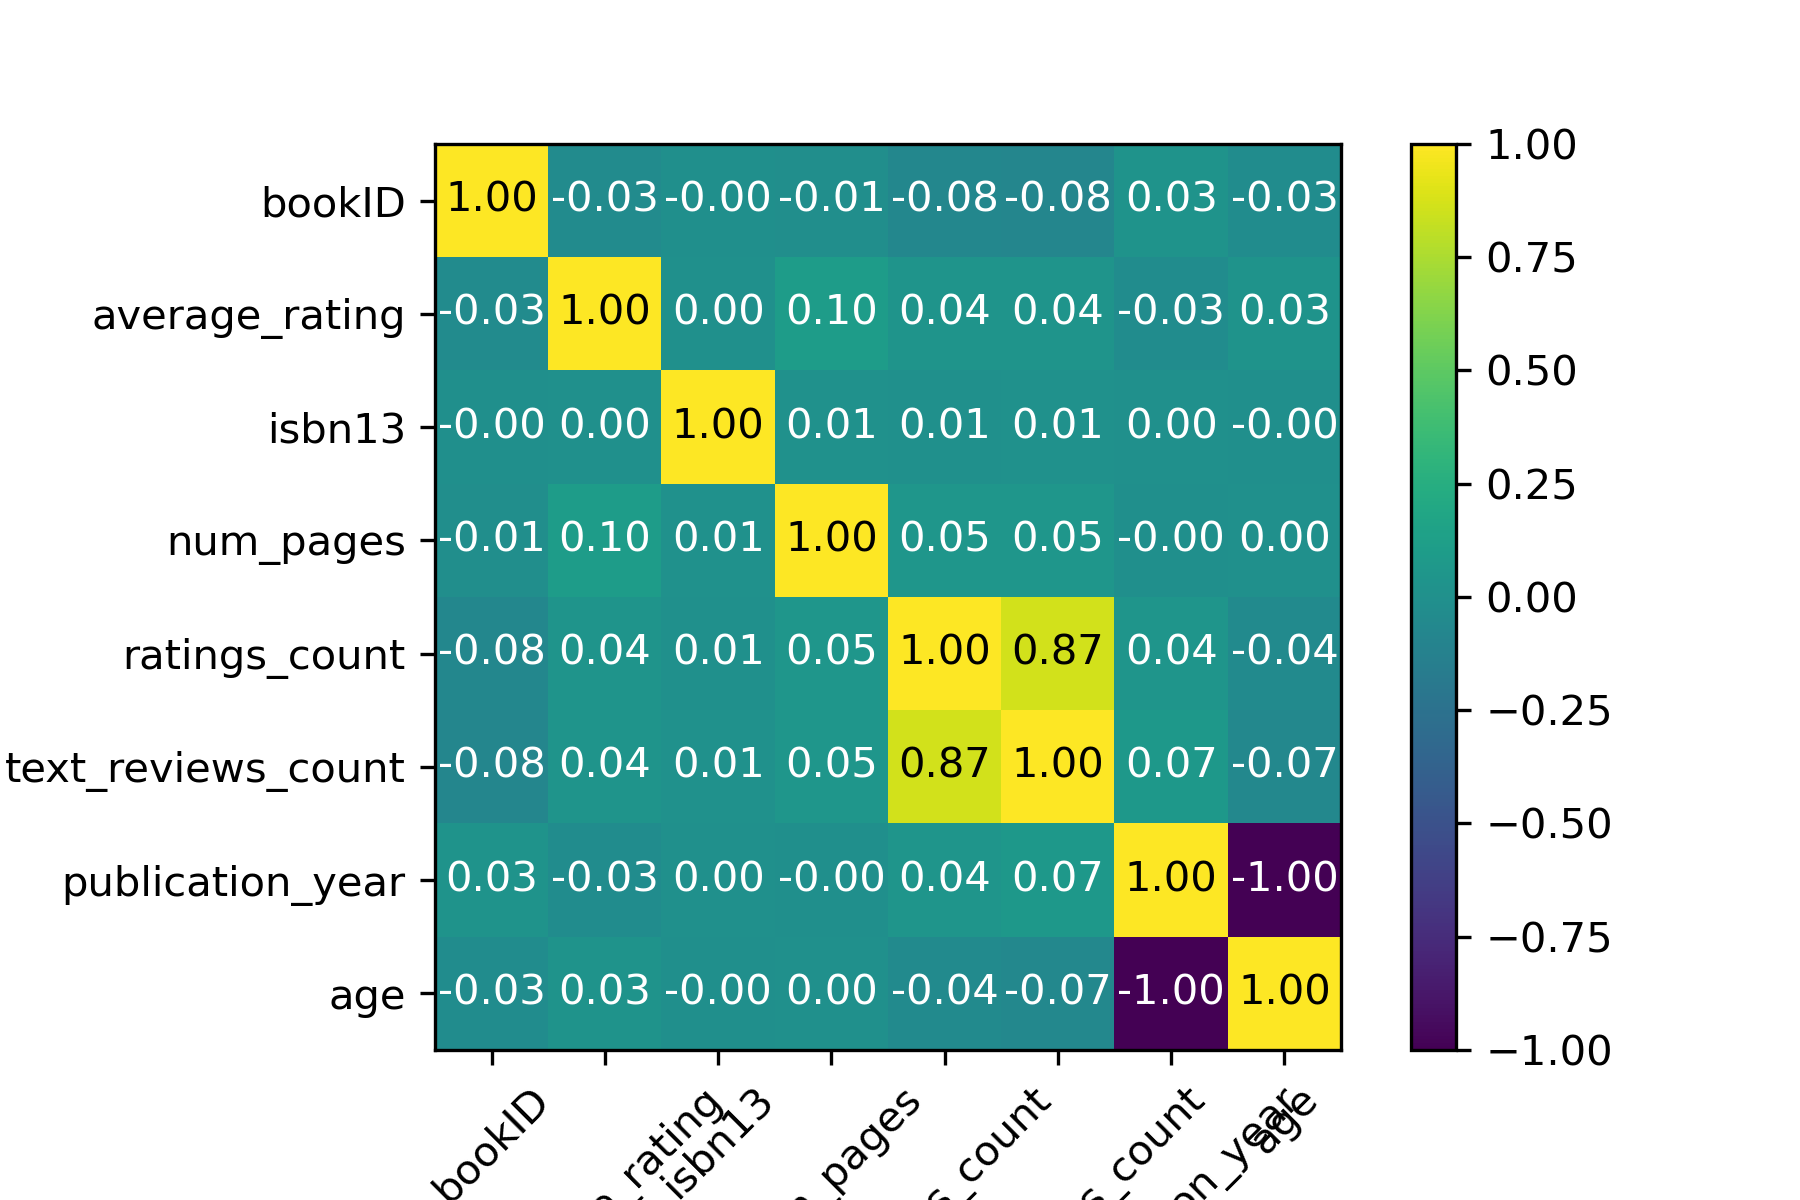 bookID 1.00 -0.03 -0.00 -0.01 -0.08 -0.08 0.03 -0.03
average_rating -0.03 1.00 0.00 0.10 0.04 0.04 -0.03 0.03
isbn13 -0.00 0.00 1.00 0.01 0.01 0.01 0.00 -0.00
num_pages -0.01 0.10 0.01 1.00 0.05 0.05 -0.00 0.00
ratings_count -0.08 0.04 0.01 0.05 1.00 0.87 0.04 -0.04
text_reviews_count -0.08 0.04 0.01 0.05 0.87 1.00 0.07 -0.07
publication_year 0.03 -0.03 0.00 -0.00 0.04 0.07 1.00 -1.00
age -0.03 0.03 -0.00 0.00 -0.04 -0.07 -1.00 1.00
bookID
_rating
isbn13
_pages
s_count
s_count
on_year
age
1.00
0.75
0.50
0.25
0.00
−0.25
−0.50
−0.75
−1.00